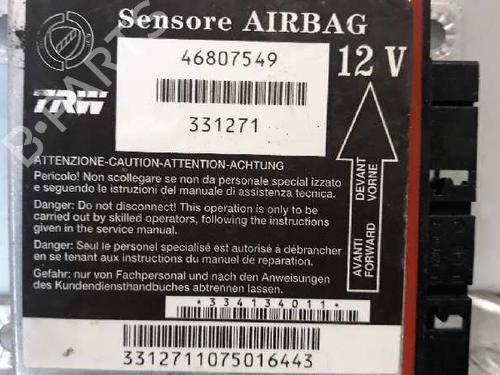 Sensore AIRBAG
46807549
12 V
TRW
331271
ATTENZIONE-CAUTION-ATTENTION-ACHTUNG
Pericolo! Non scollegare se non da personale special izzato
e seguendo le istruzioni del manuale di assistenza tecnica.
Danger: Do not disconnect! This operation is only to be
carried out by skilled operators, following the instructions
given in the service manual.
Danger: Seul le personel spécialisé est autorisé à débrancher
en se tenant aux instructions du manuel de reparation.
Gefahr: nur von Fachpersonal und nach den Anweisungen
des Kundendiensthandbuches abtrennen lassen.
DEVANT
VORNE
AVANTI
FORWARD
*334134011*
3312711075016443
B-PARTS